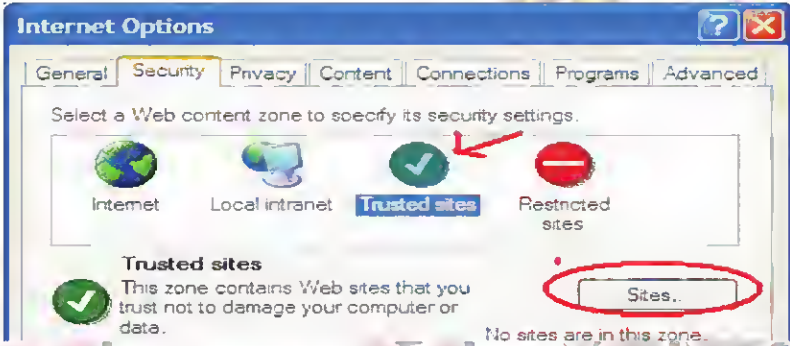 Internet Options
General Security Privacy Content Connections Programs Advanced
Select a Web content zone to specify its security settings.
Internet Local intranet Trusted sites Restricted
sites
Trusted sites
This zone contains Web sites that you
trust not to damage your computer or
data.
Sites...
No sites are in this zone.